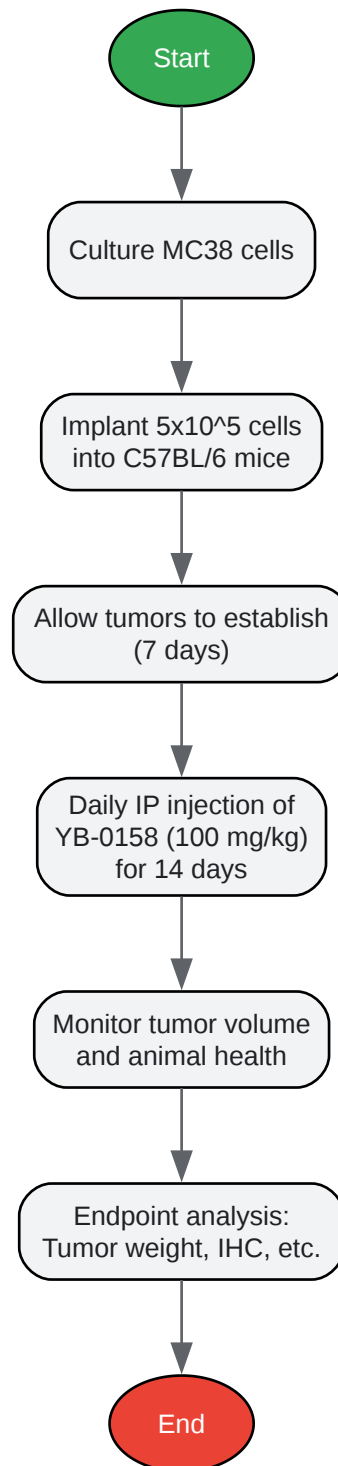 Start
Culture MC38 cells
Implant 5x10^5 cells
into C57BL/6 mice
Allow tumors to establish
(7 days)
Daily IP injection of
YB-0158 (100 mg/kg)
for 14 days
Monitor tumor volume
and animal health
Endpoint analysis:
Tumor weight, IHC, etc.
End